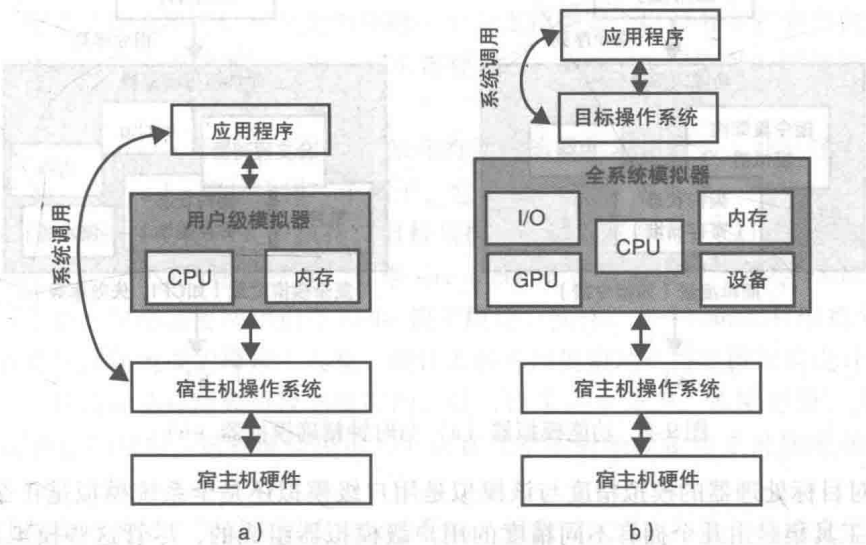 应用程序
系统调用
用户级模拟器
CPU
内存
宿主机操作系统
宿主机硬件
a)
应用程序
系统调用
目标操作系统
全系统模拟器
I/O
CPU
内存
GPU
设备
宿主机操作系统
宿主机硬件
b)